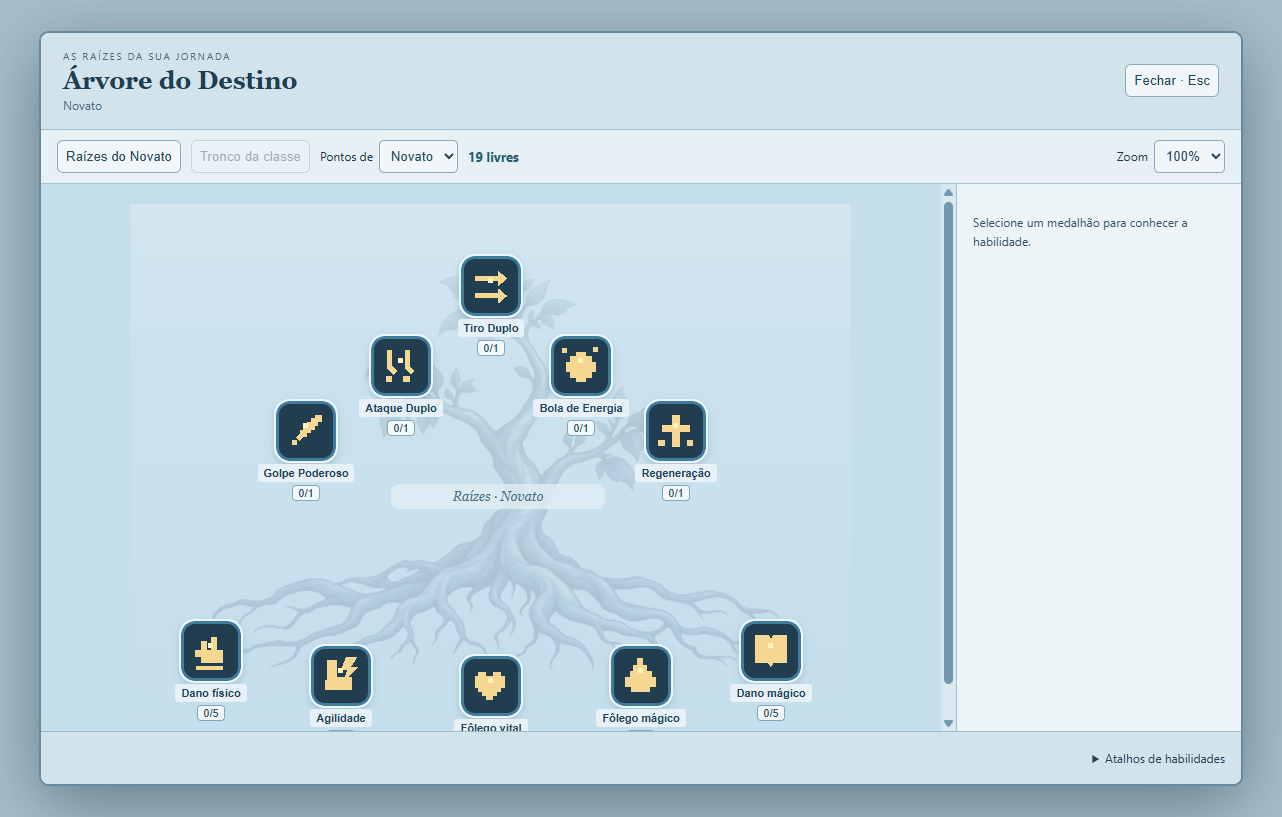 AS RAÍZES DA SUA JORNADA
Árvore do Destino
Novato
Fechar · Esc
Raízes do Novato
Tronco da classe
Pontos de
Novato
19 livres
Zoom
100%
Selecione um medalhão para conhecer a
habilidade.
Tiro Duplo
0/1
Ataque Duplo
0/1
Bola de Energia
0/1
Golpe Poderoso
0/1
Regeneração
0/1
Raízes · Novato
Dano físico
0/5
Agilidade
Fôlego vital
Fôlego mágico
Dano mágico
0/5
Atalhos de habilidades